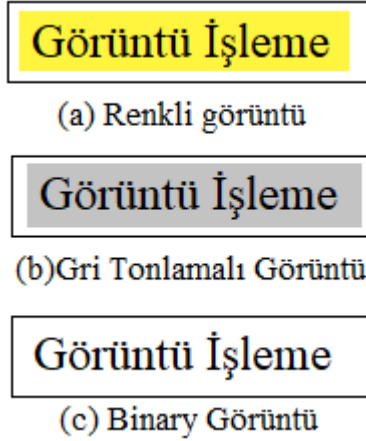 Görüntü İşleme
(a) Renkli görüntü
Görüntü İşleme
(b)Gri Tonlamalı Görüntü
Görüntü İşleme
(c) Binary Görüntü